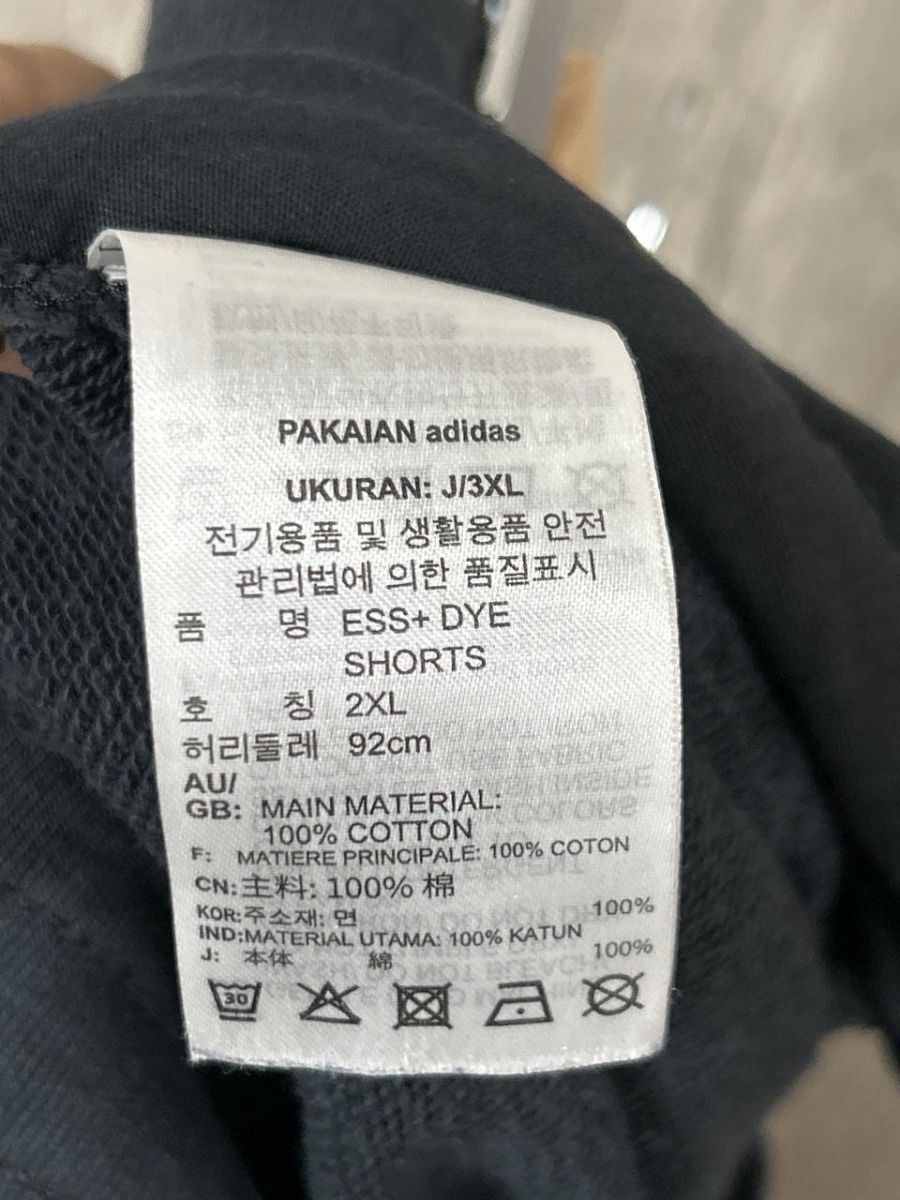 PAKAIAN adidas
UKURAN: J/3XL
전기용품 및 생활용품 안전
관리법에 의한 품질표시
품 명 ESS+ DYE
SHORTS
호 칭 2XL
허리둘레 92cm
AU/
GB: MAIN MATERIAL:
100% COTTON
F: MATIERE PRINCIPALE: 100% COTON
CN:主料: 100% 棉
KOR:주소재: 면 100%
IND:MATERIAL UTAMA: 100% KATUN
J: 本体 綿 100%
30